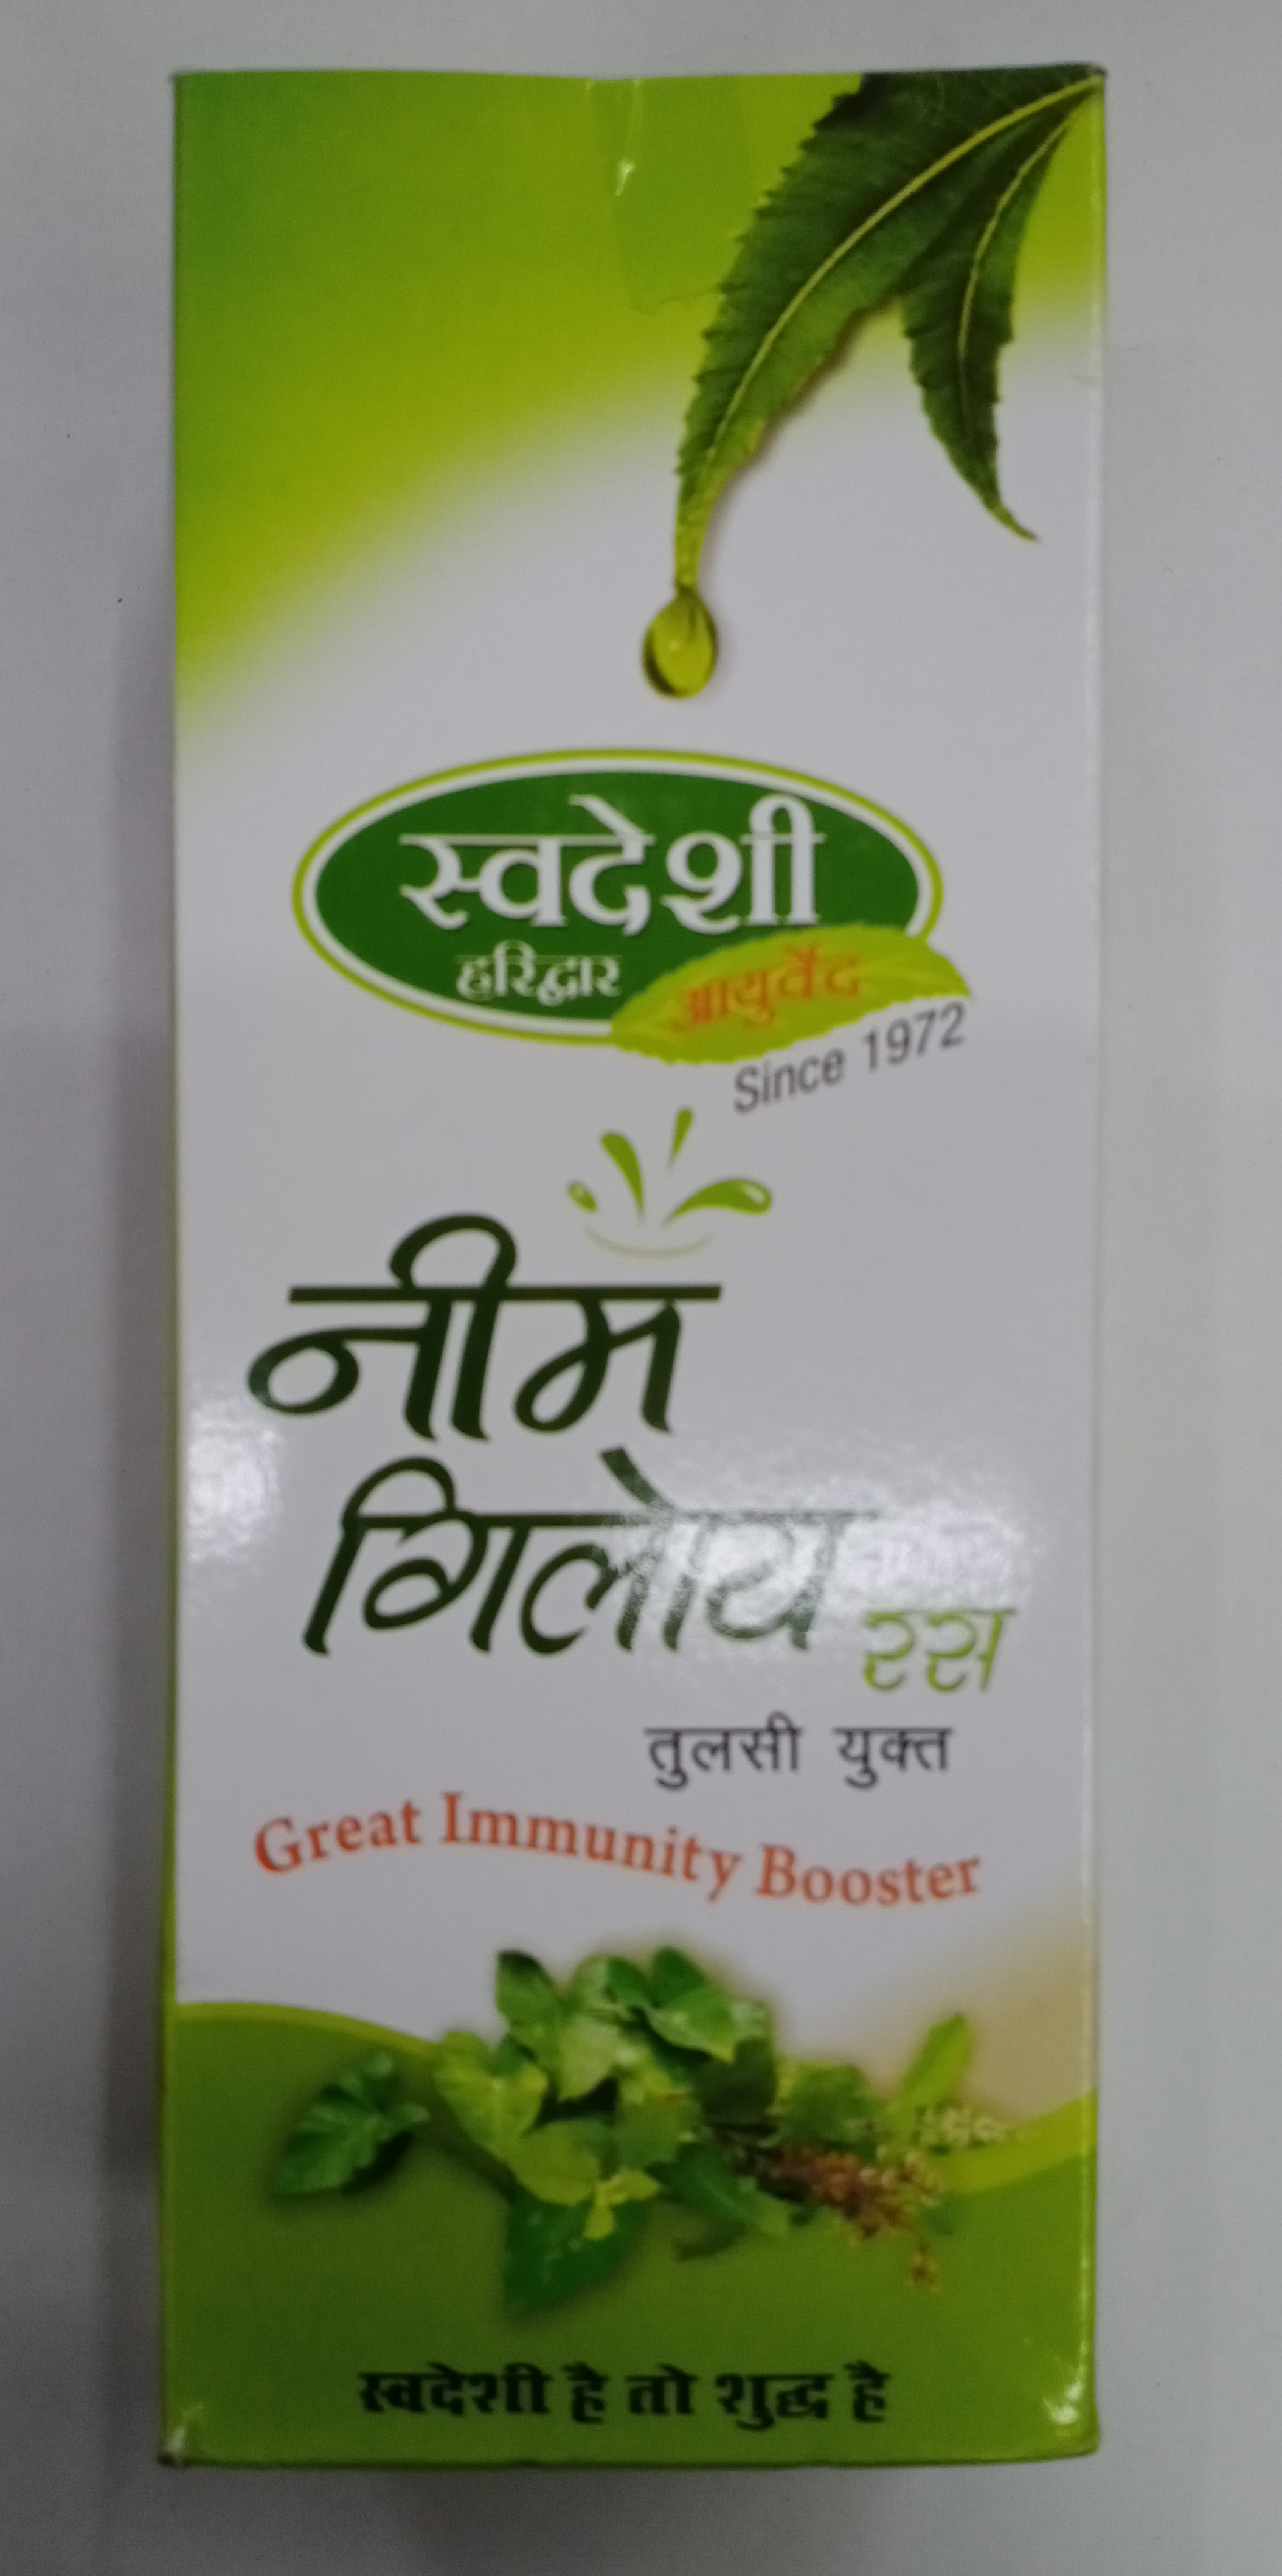 स्वदेशी
हरिद्वार
आयुर्वेद
Since 1972
नीम
गिलोय रस
तुलसी युक्त
Great Immunity Booster
स्वदेशी है तो शुद्ध है